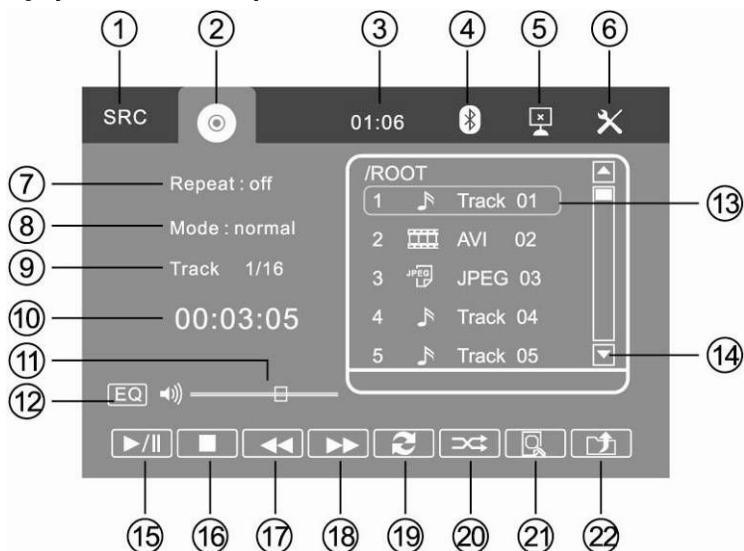 ① ② ③ ④ ⑤ ⑥
SRC 01:06
⑦ Repeat : off
⑧ Mode : normal
⑨ Track 1/16
⑩ 00:03:05
⑪
⑫ EQ
/ROOT
1 Track 01 ⑬
2 AVI 02
3 JPEG JPEG 03
4 Track 04
5 Track 05 ⑭
⑮ ⑯ ⑰ ⑱ ⑲ ⑳ ㉑ ㉒